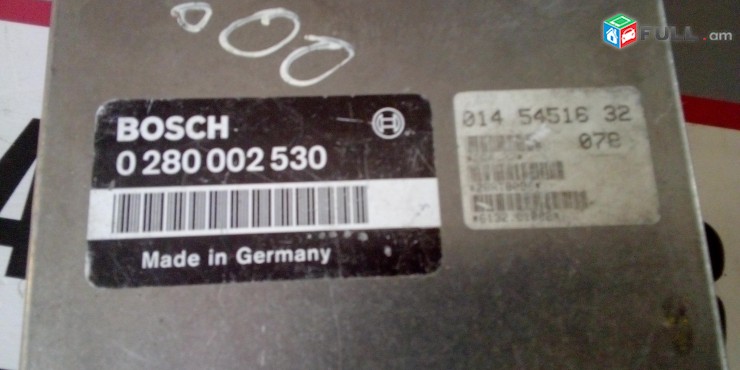 FULL.am
BOSCH
0 280 002 530
Made in Germany
014 54516 32
078